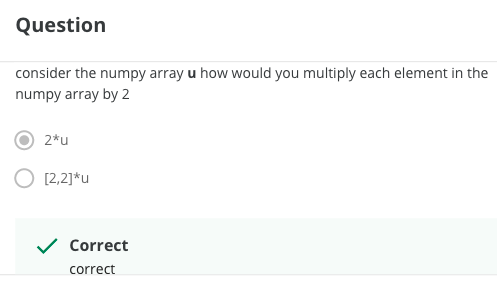 Question
consider the numpy array u how would you multiply each element in the
numpy array by 2
2*u
[2,2]*u
Correct
correct